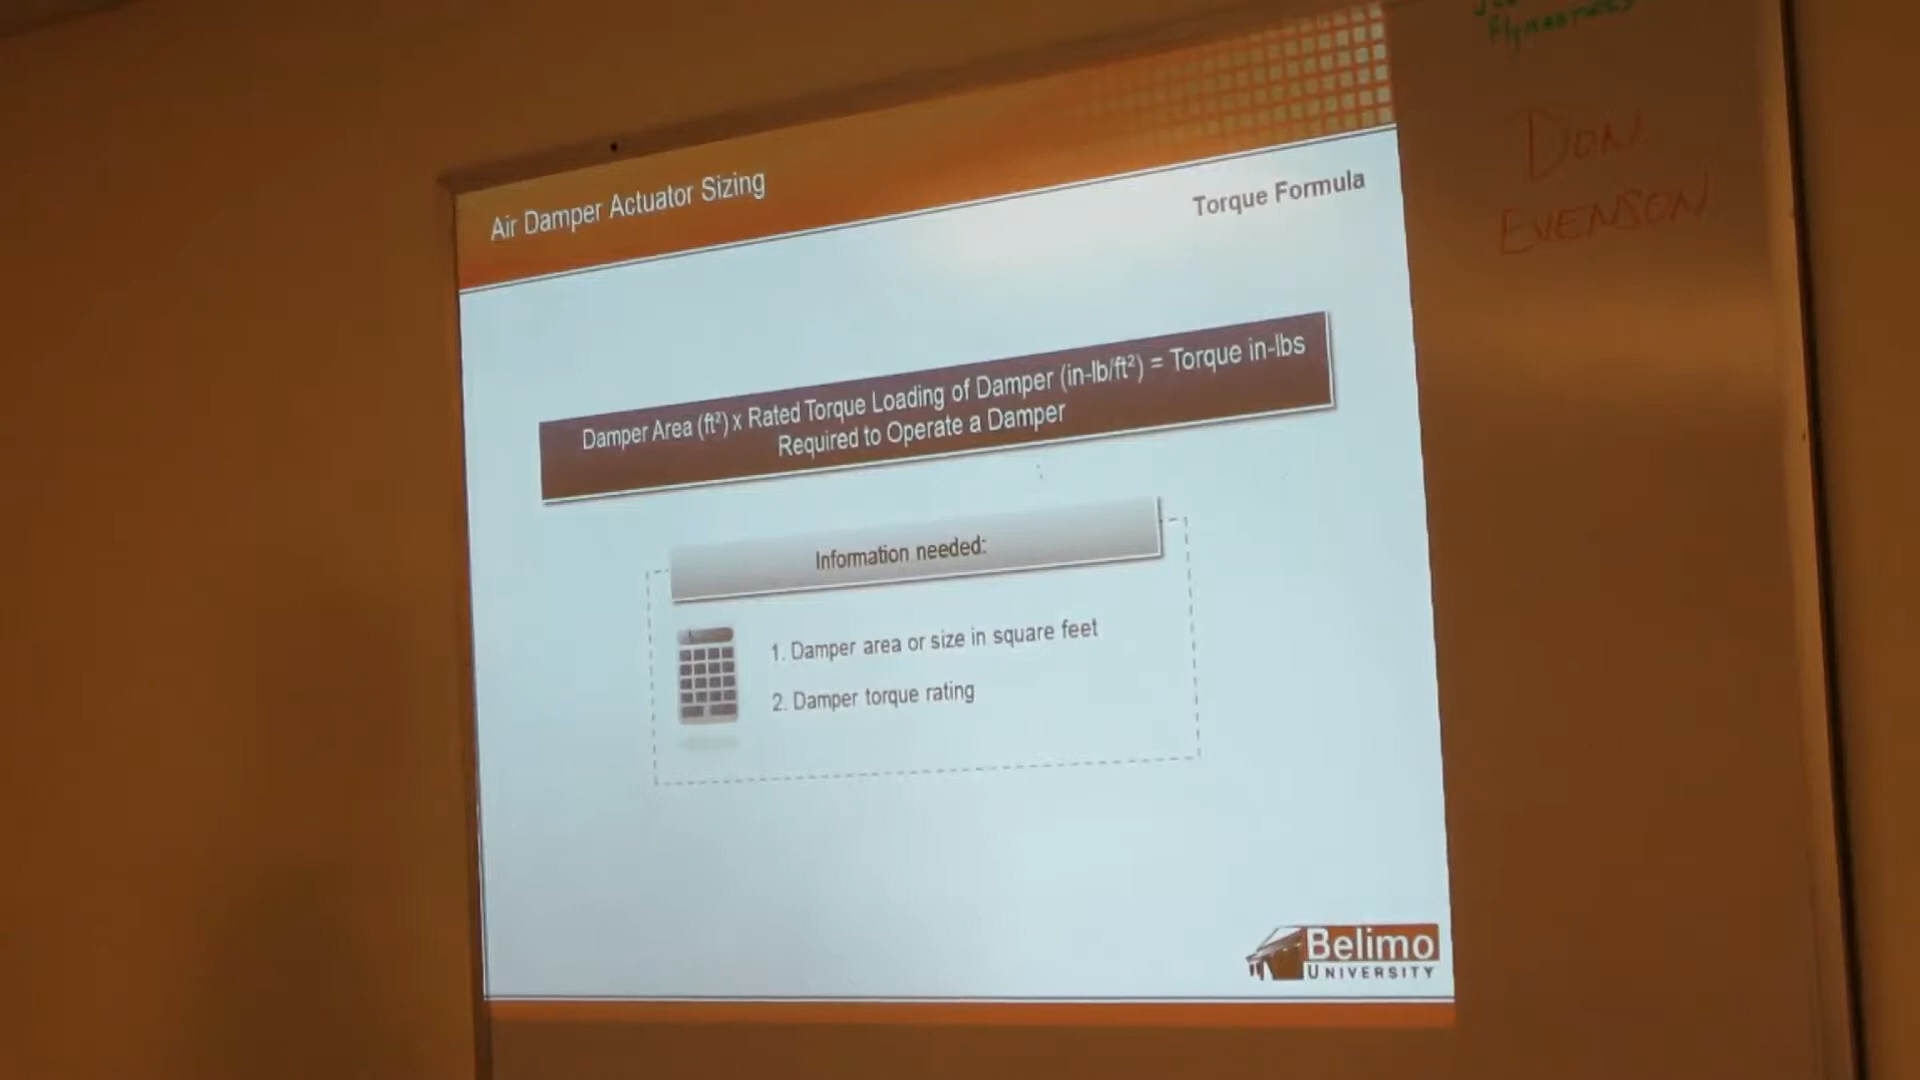 Air Damper Actuator Sizing
Torque Formula
Damper Area (ft²) x Rated Torque Loading of Damper (in-lb/ft²) = Torque in-lbs
Required to Operate a Damper
Information needed:
1. Damper area or size in square feet
2. Damper torque rating
Belimo
UNIVERSITY
DON
EVENSON